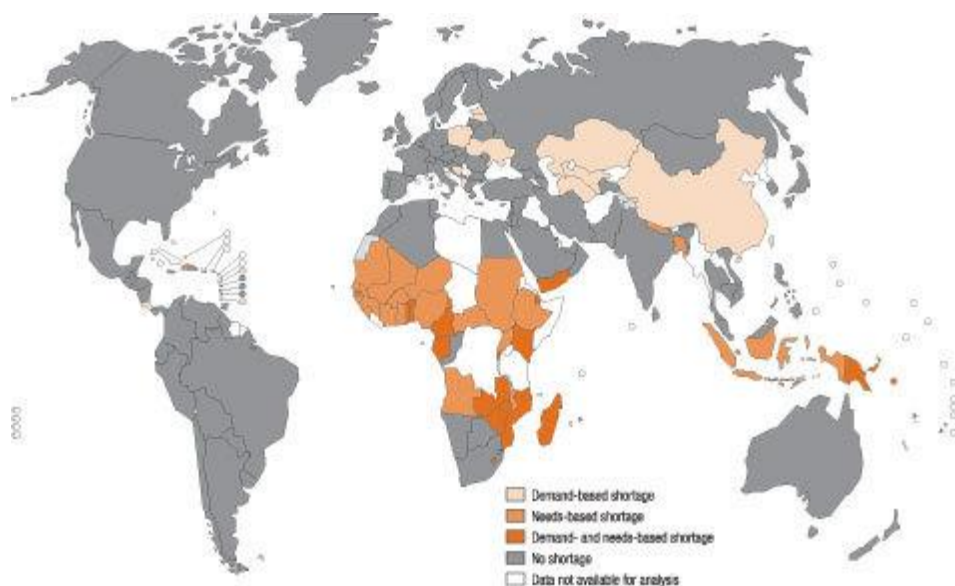 Demand-based shortage
Needs-based shortage
Demand- and needs-based shortage
No shortage
Data not available for analysis